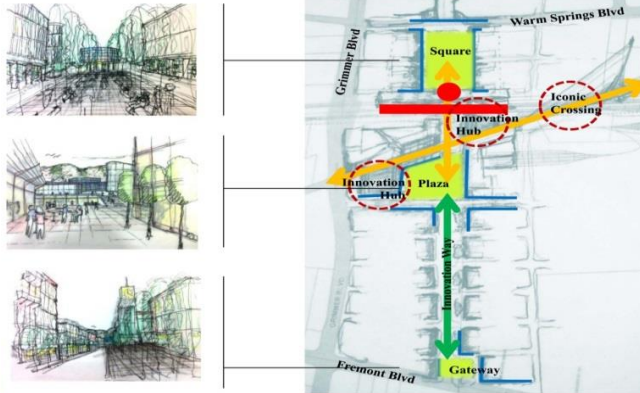 Warm Springs Blvd
Grimmer Blvd
Square
Iconic
Crossing
Innovation
Hub
Innovation
Hub
Plaza
Innovation Way
Gateway
Fremont Blvd